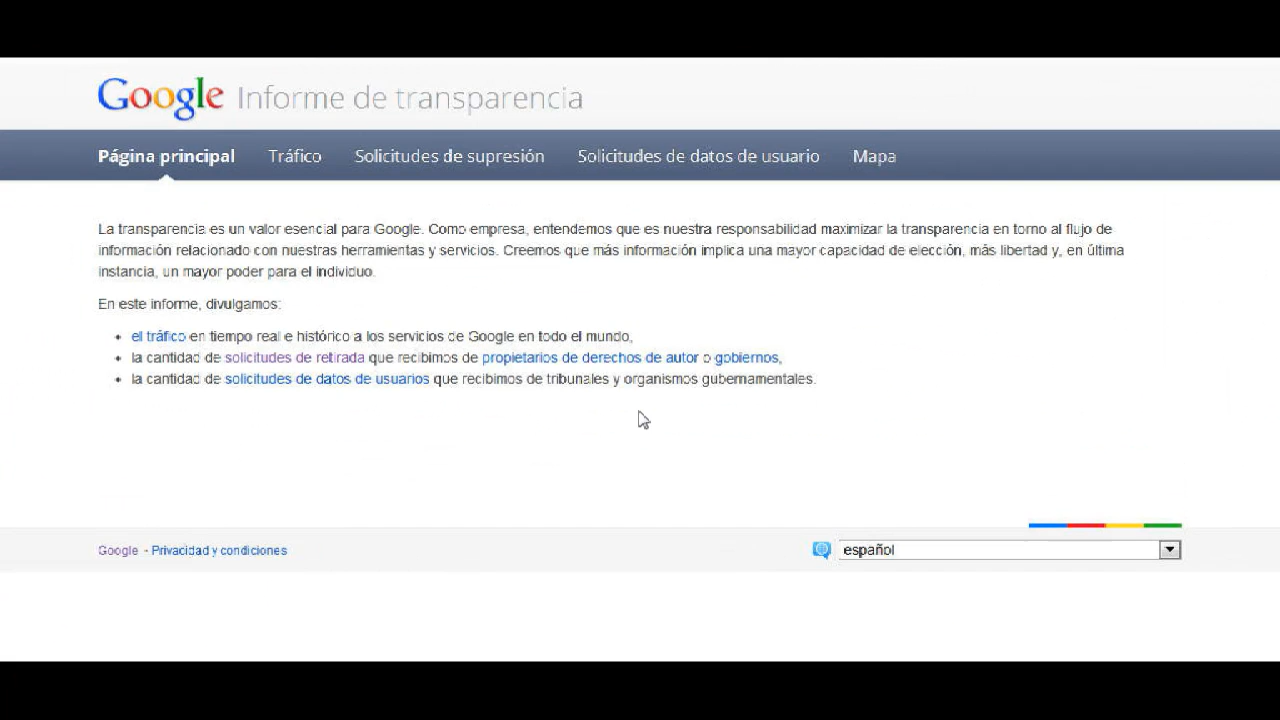 Google Informe de transparencia
Página principal Tráfico Solicitudes de supresión Solicitudes de datos de usuario Mapa
La transparencia es un valor esencial para Google. Como empresa, entendemos que es nuestra responsabilidad maximizar la transparencia en torno al flujo de
información relacionado con nuestras herramientas y servicios. Creemos que más información implica una mayor capacidad de elección, más libertad y, en última
instancia, un mayor poder para el individuo.
En este informe, divulgamos:
• el tráfico en tiempo real e histórico a los servicios de Google en todo el mundo,
• la cantidad de solicitudes de retirada que recibimos de propietarios de derechos de autor o gobiernos,
• la cantidad de solicitudes de datos de usuarios que recibimos de tribunales y organismos gubernamentales.
Google - Privacidad y condiciones español